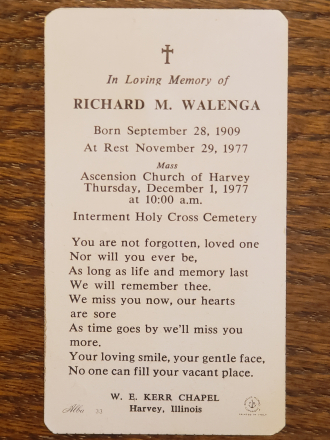 In Loving Memory of
RICHARD M. WALENGA
Born September 28, 1909
At Rest November 29, 1977
Mass
Ascension Church of Harvey
Thursday, December 1, 1977
at 10:00 a.m.
Interment Holy Cross Cemetery
You are not forgotten, loved one
Nor will you ever be,
As long as life and memory last
We will remember thee.
We miss you now, our hearts
are sore
As time goes by we'll miss you
more.
Your loving smile, your gentle face,
No one can fill your vacant place.
W. E. KERR CHAPEL
Harvey, Illinois